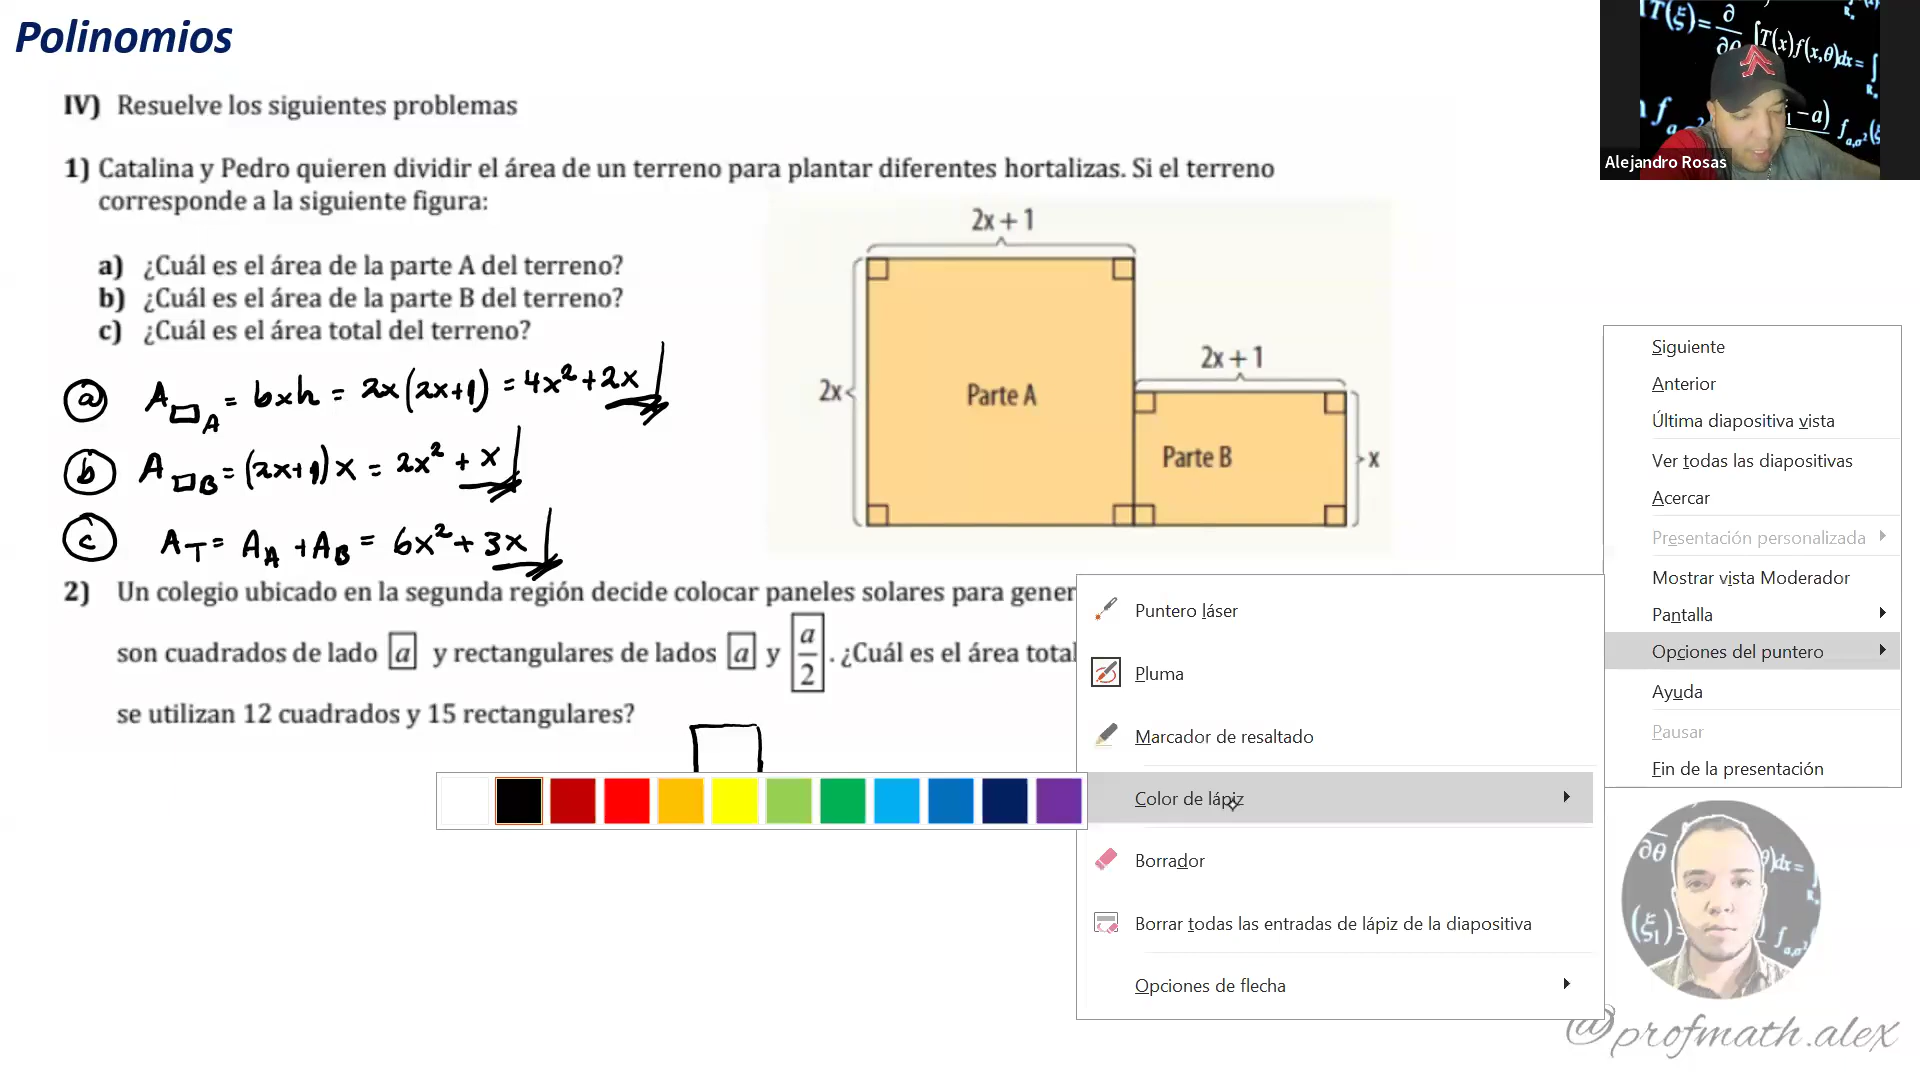 Polinomios
IV) Resuelve los siguientes problemas
1) Catalina y Pedro quieren dividir el área de un terreno para plantar diferentes hortalizas. Si el terreno
corresponde a la siguiente figura:
a) ¿Cuál es el área de la parte A del terreno?
b) ¿Cuál es el área de la parte B del terreno?
c) ¿Cuál es el área total del terreno?
2x + 1
2x
Parte A
2x + 1
Parte B
x
(a) A▭A = bxh = 2x(2x+1) = 4x² + 2x
(b) A▭B = (2x+1)x = 2x² + x
(c) AT = AA + AB = 6x² + 3x
2) Un colegio ubicado en la segunda región decide colocar paneles solares para gener
son cuadrados de lado a y rectangulares de lados a y a/2. ¿Cuál es el área total
se utilizan 12 cuadrados y 15 rectangulares?
Puntero láser
Pluma
Marcador de resaltado
Color de lápiz
Borrador
Borrar todas las entradas de lápiz de la diapositiva
Opciones de flecha
Siguiente
Anterior
Última diapositiva vista
Ver todas las diapositivas
Acercar
Presentación personalizada
Mostrar vista Moderador
Pantalla
Opciones del puntero
Ayuda
Pausar
Fin de la presentación
Alejandro Rosas
@profmath.alex